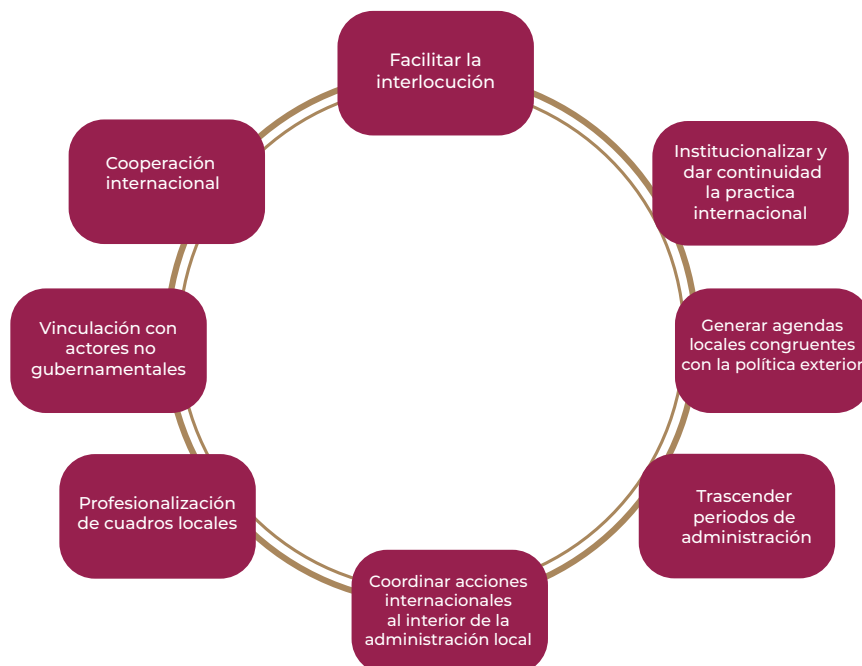 Facilitar la
interlocución
Institucionalizar y
dar continuidad
la practica
internacional
Generar agendas
locales congruentes
con la política exterior
Trascender
periodos de
administración
Coordinar acciones
internacionales
al interior de la
administración local
Profesionalización
de cuadros locales
Vinculación con
actores no
gubernamentales
Cooperación
internacional